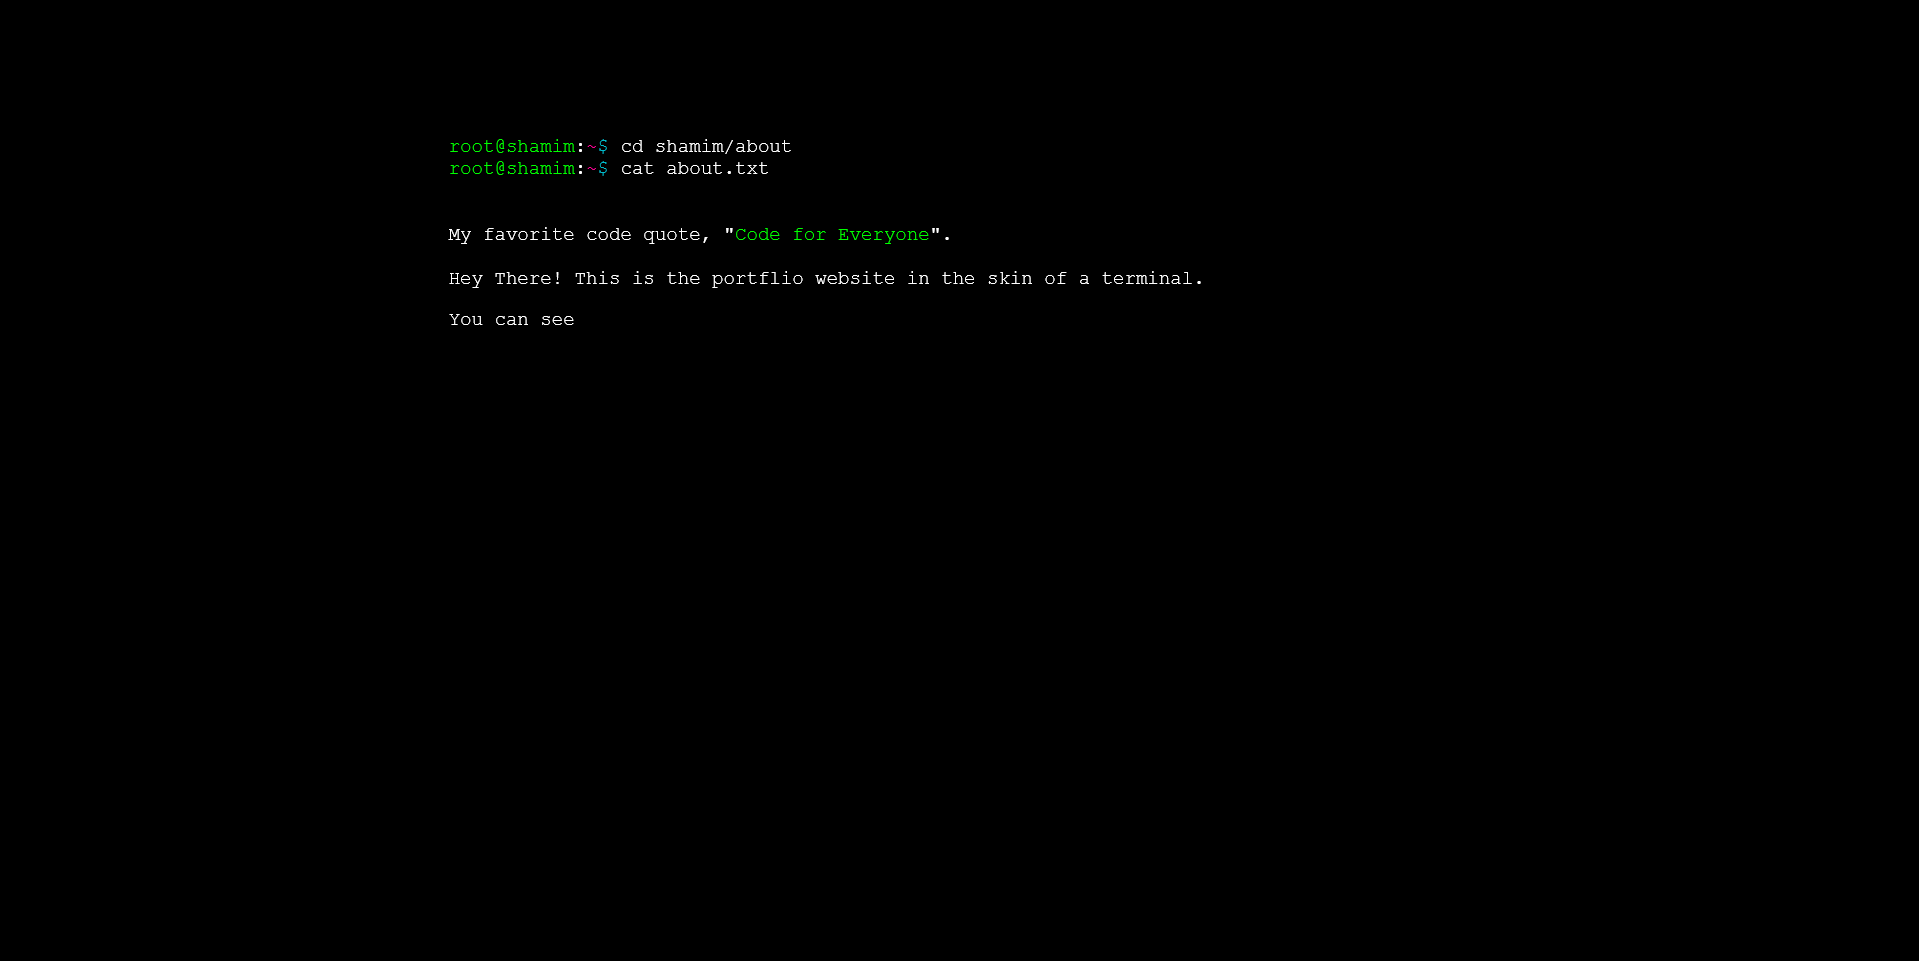 root@shamim:~$ cd shamim/about
root@shamim:~$ cat about.txt
My favorite code quote, "Code for Everyone".
Hey There! This is the portflio website in the skin of a terminal.
You can see